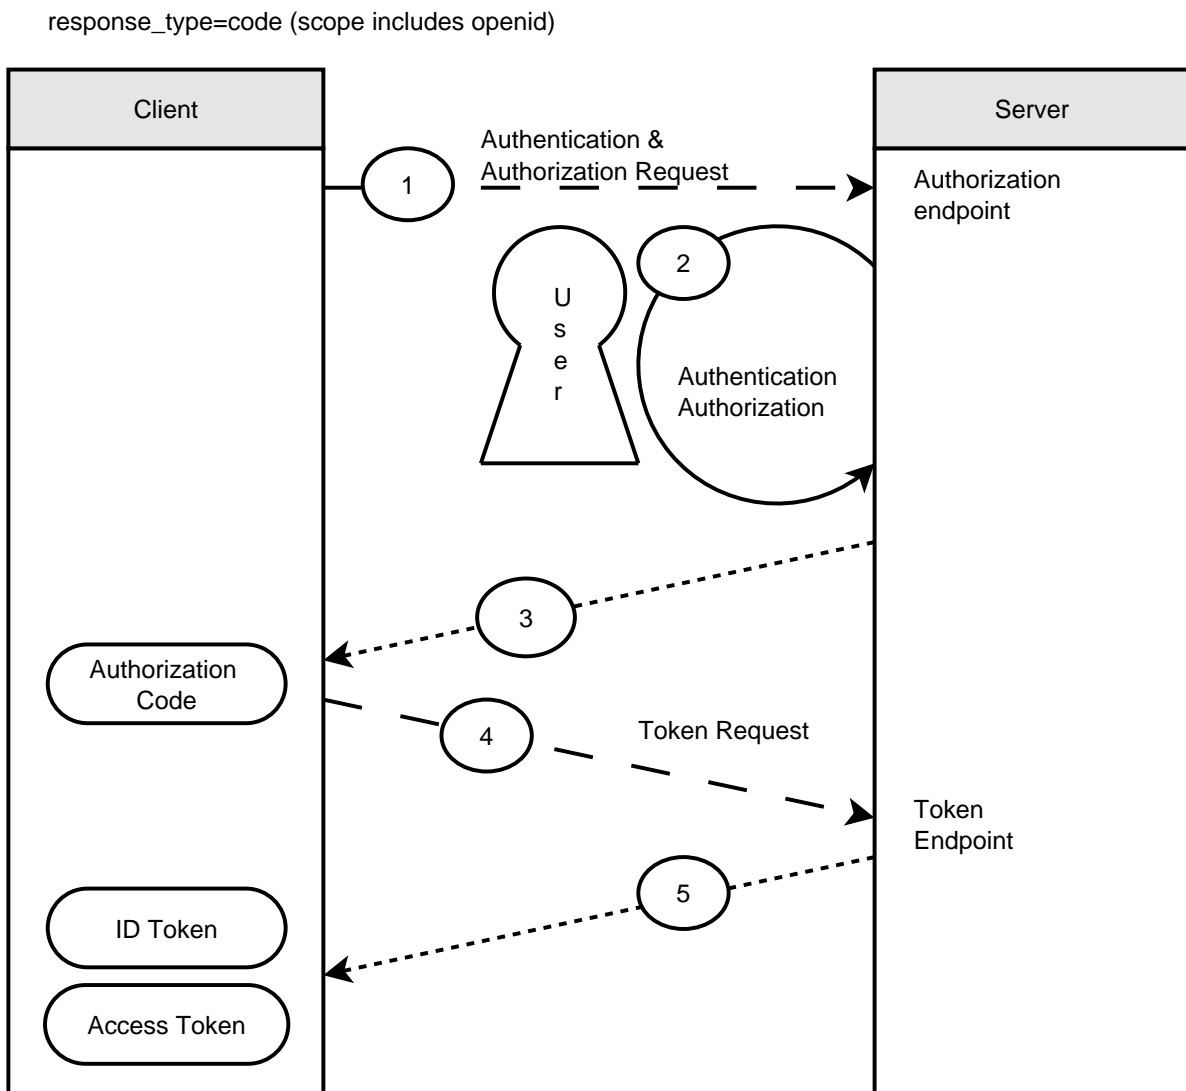 response_type=code (scope includes openid)
Client
Server
Authentication &
Authorization Request
1
Authorization
endpoint
2
U
s
e
r
Authentication
Authorization
3
Authorization
Code
4
Token Request
Token
Endpoint
5
ID Token
Access Token